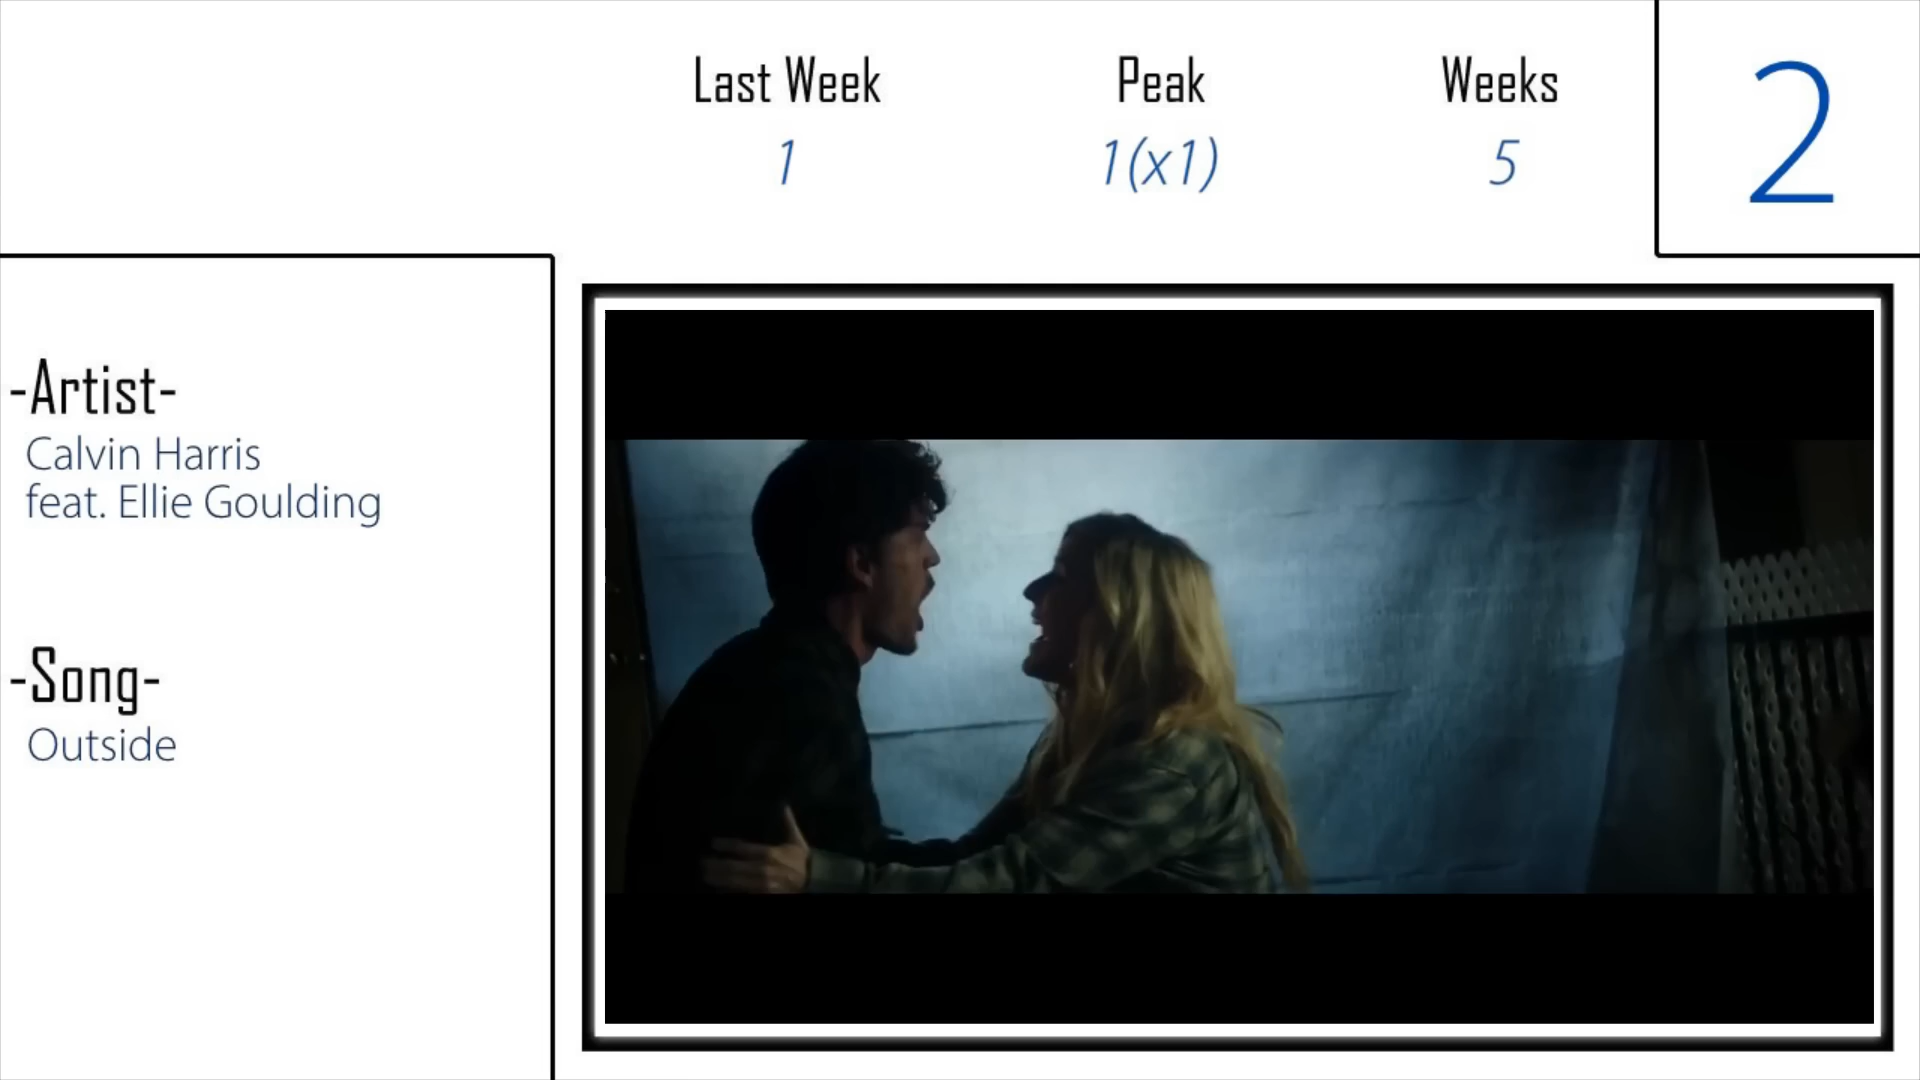 Last Week
Peak
Weeks
1
1(x1)
5
2
-Artist-
Calvin Harris
feat. Ellie Goulding
-Song-
Outside